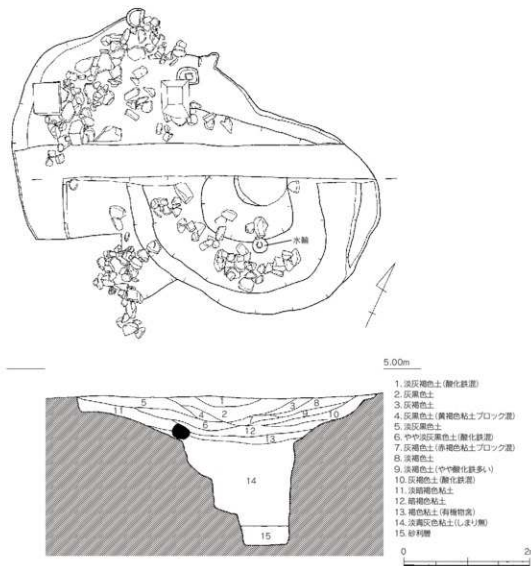 水輪
5.00m
1. 淡灰褐色土(酸化鉄混)
2. 灰黒色土
3. 灰褐色土
4. 灰黒色土(黄褐色粘土ブロック混)
5. 淡灰黒色土
6. やや淡灰黒色土(酸化鉄混)
7. 灰褐色土(赤褐色粘土ブロック混)
8. 淡褐色土
9. 淡褐色土(やや酸化鉄多い)
10. 灰褐色土(酸化鉄混)
11. 淡暗褐色粘土
12. 暗褐色粘土
13. 褐色粘土(有機物含)
14. 淡青灰色粘土(しまり無)
15. 砂利層
1
5
2
3
8
11
6
9
10
12
13
14
15
0
2